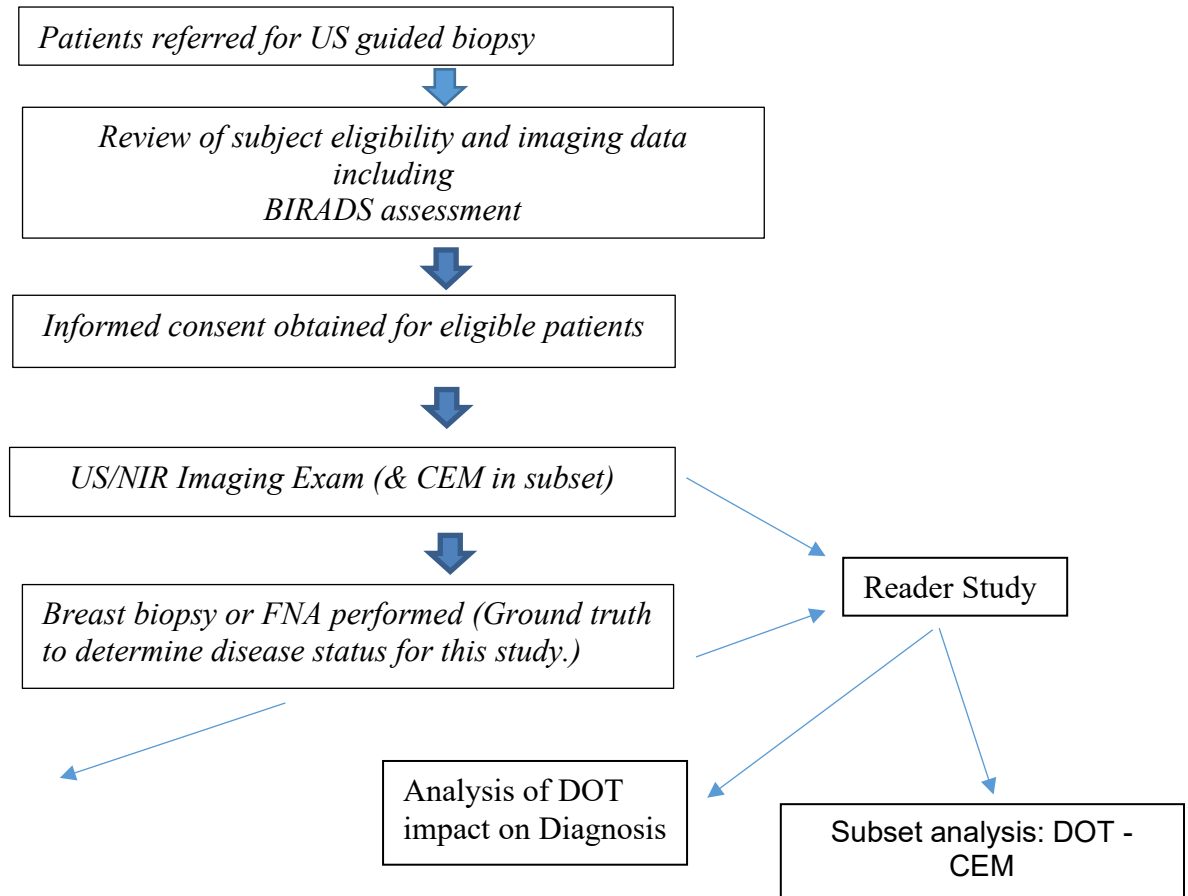 Patients referred for US guided biopsy
Review of subject eligibility and imaging data
including
BIRADS assessment
Informed consent obtained for eligible patients
US/NIR Imaging Exam (& CEM in subset)
Breast biopsy or FNA performed (Ground truth
to determine disease status for this study.)
Reader Study
Analysis of DOT
impact on Diagnosis
Subset analysis: DOT -
CEM